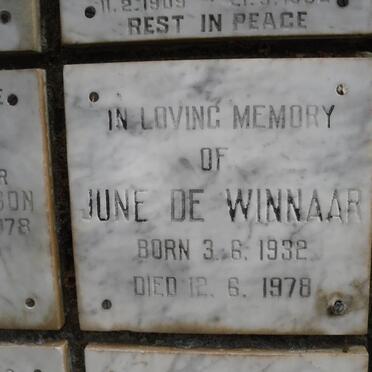 REST IN PEACE
IN LOVING MEMORY
OF
JUNE DE WINNAAR
BORN 3.6.1932
DIED 12.6.1978